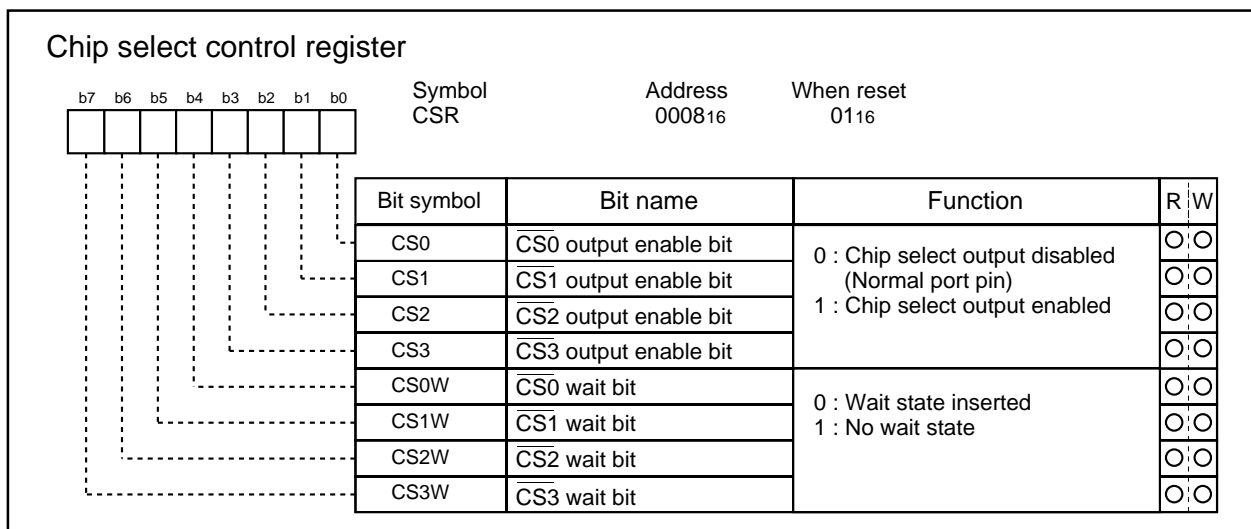 Chip select control register
b7 b6 b5 b4 b3 b2 b1 b0
Symbol Address When reset
CSR 000816 0116
Bit symbol Bit name Function R W
CS0 CS0 output enable bit
CS1 CS1 output enable bit
CS2 CS2 output enable bit
CS3 CS3 output enable bit
0 : Chip select output disabled
(Normal port pin)
1 : Chip select output enabled
CS0W CS0 wait bit
CS1W CS1 wait bit
CS2W CS2 wait bit
CS3W CS3 wait bit
0 : Wait state inserted
1 : No wait state